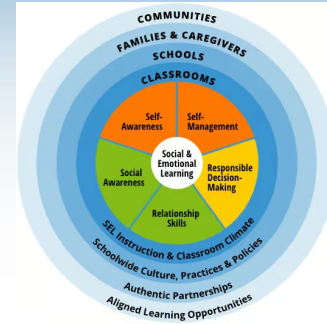 COMMUNITIES
FAMILIES & CAREGIVERS
SCHOOLS
CLASSROOMS
Self-
Awareness
Self-
Management
Social &
Emotional
Learning
Social
Awareness
Responsible
Decision-
Making
Relationship
Skills
SEL Instruction & Classroom Climate
Schoolwide Culture, Practices & Policies
Authentic Partnerships
Aligned Learning Opportunities